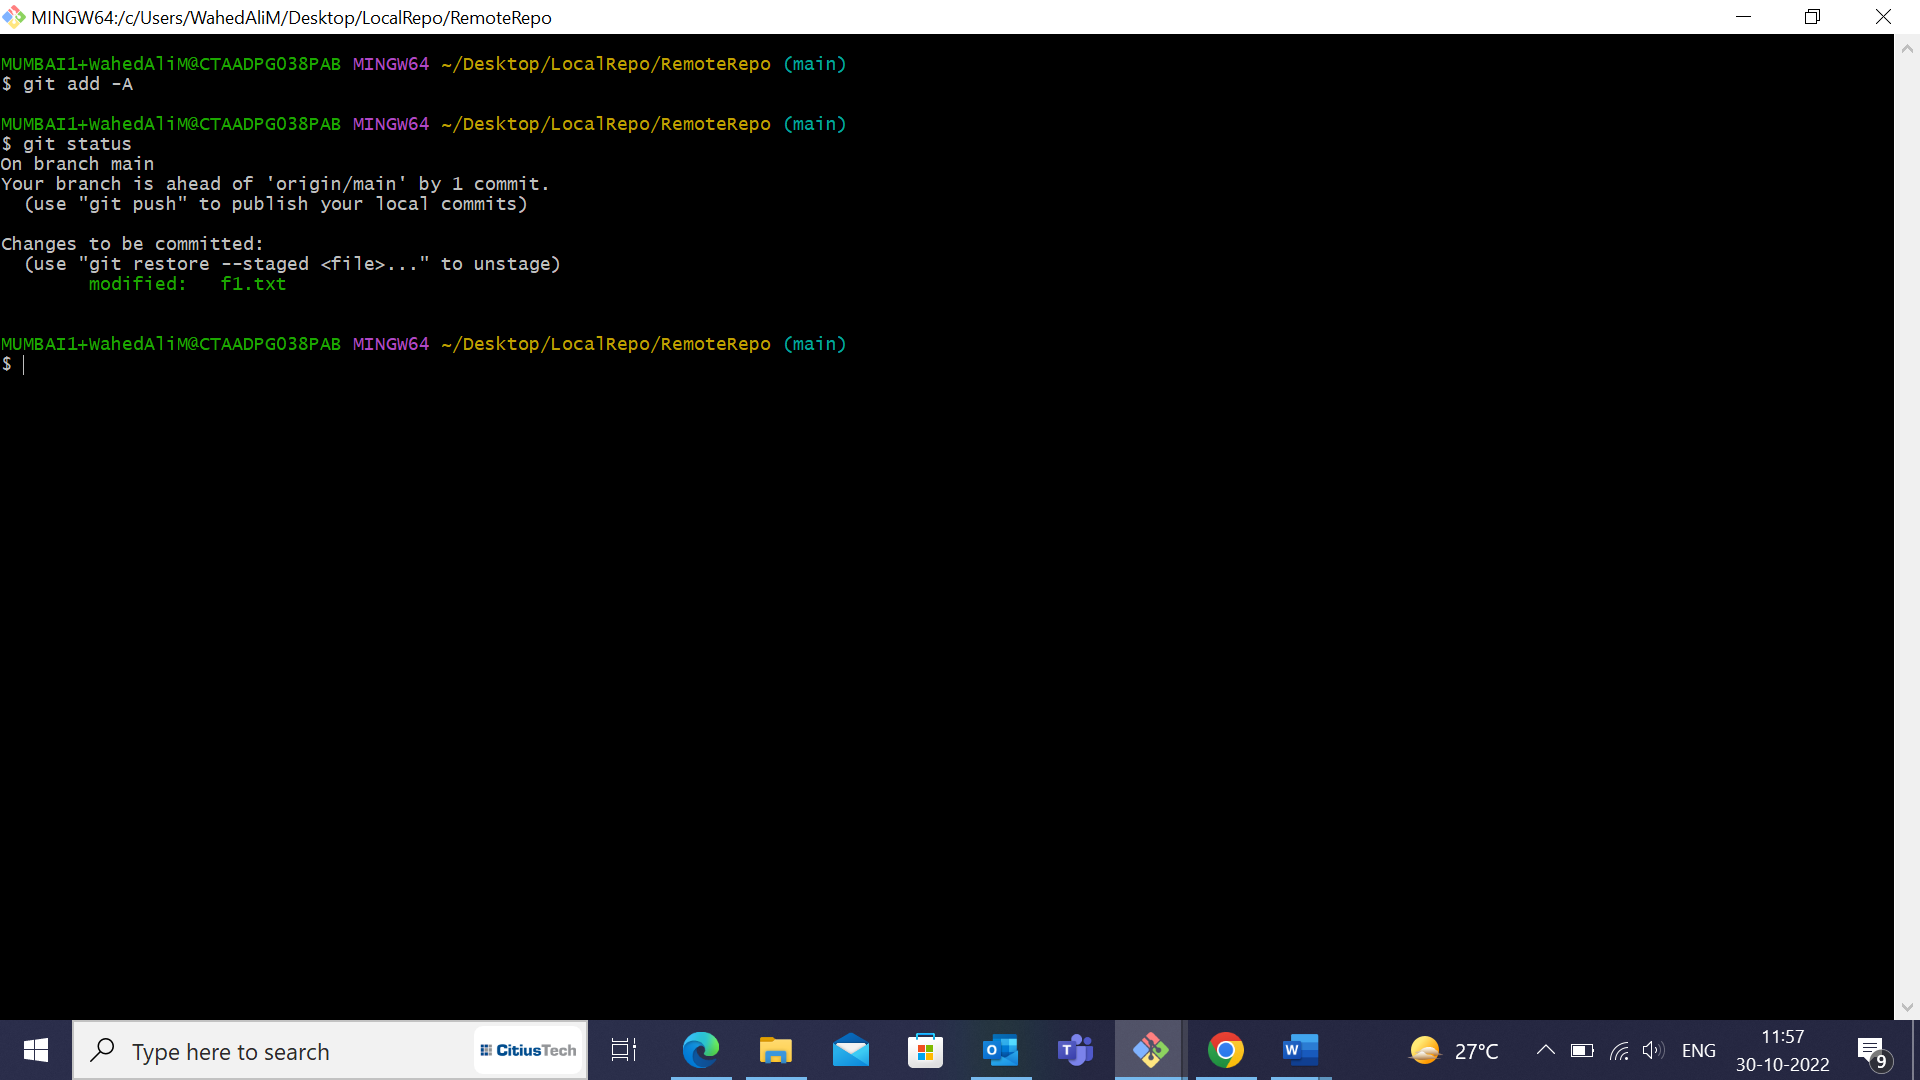 MINGW64:/c/Users/WahedAliM/Desktop/LocalRepo/RemoteRepo
MUMBAI1+WahedAliM@CTAADPG038PAB MINGW64 ~/Desktop/LocalRepo/RemoteRepo (main)
$ git add -A
MUMBAI1+WahedAliM@CTAADPG038PAB MINGW64 ~/Desktop/LocalRepo/RemoteRepo (main)
$ git status
On branch main
Your branch is ahead of 'origin/main' by 1 commit.
  (use "git push" to publish your local commits)
Changes to be committed:
  (use "git restore --staged <file>..." to unstage)
        modified:   f1.txt
MUMBAI1+WahedAliM@CTAADPG038PAB MINGW64 ~/Desktop/LocalRepo/RemoteRepo (main)
$
Type here to search
CitiusTech
27°C
ENG
11:57
30-10-2022
9